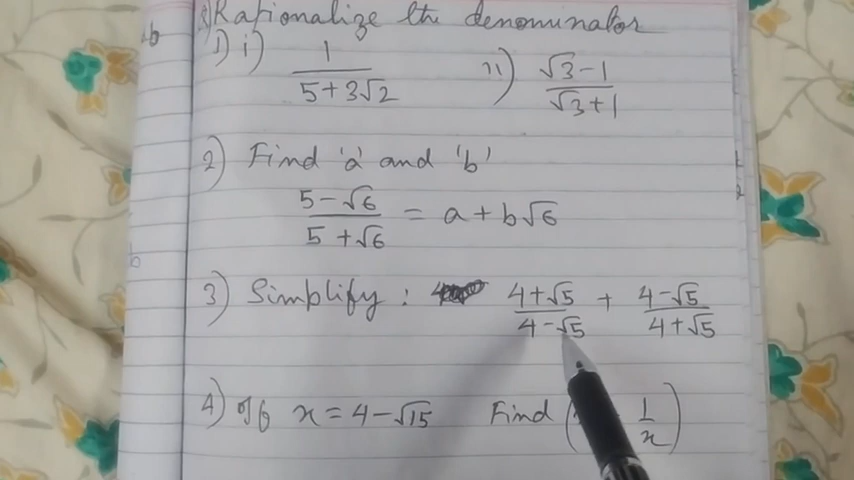 Rationalize the denominator
1) i) 1/(5+3√2) ii) (√3-1)/(√3+1)
2) Find 'a' and 'b'
(5-√6)/(5+√6) = a+b√6
3) Simplify: (4+√5)/(4-√5) + (4-√5)/(4+√5)
4) If x = 4-√15 Find ( 1/x)